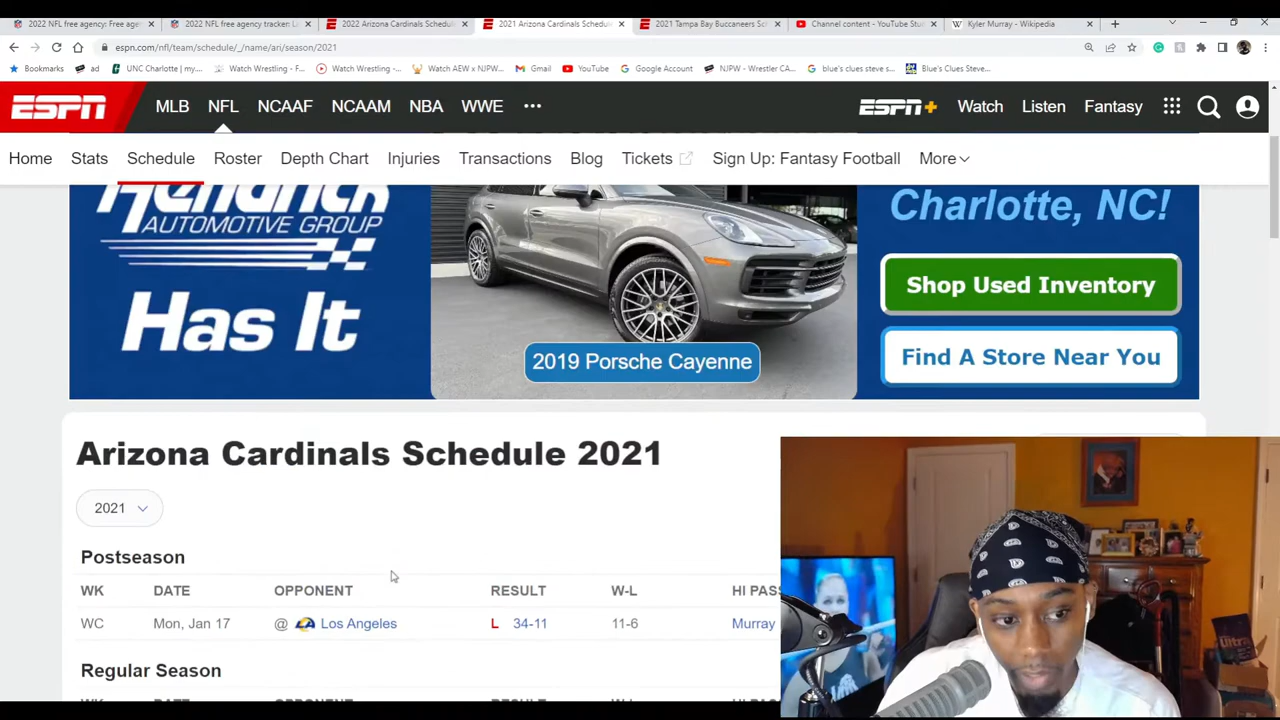 2022 NFL free agency: Free agen
2022 NFL free agency tracker: L
2022 Arizona Cardinals Schedule
2021 Arizona Cardinals Schedule
2021 Tampa Bay Buccaneers Sch
Channel content - YouTube Stu
Kyler Murray - Wikipedia
espn.com/nfl/team/schedule/_/name/ari/season/2021
Bookmarks
ad
UNC Charlotte | my...
Watch Wrestling - F...
Watch Wrestling -...
Watch AEW x NJPW...
Gmail
YouTube
Google Account
NJPW - Wrestler CA...
blue's clues steve s...
Blue's Clues Steve...
ESPN MLB NFL NCAAF NCAAM NBA WWE ••• ESPN+ Watch Listen Fantasy
Home Stats Schedule Roster Depth Chart Injuries Transactions Blog Tickets Sign Up: Fantasy Football More
Hendrick
AUTOMOTIVE GROUP
Has It
2019 Porsche Cayenne
Charlotte, NC!
Shop Used Inventory
Find A Store Near You
Arizona Cardinals Schedule 2021
2021
Postseason
WK DATE OPPONENT RESULT W-L HI PAS
WC Mon, Jan 17 @ Los Angeles L 34-11 11-6 Murray
Regular Season